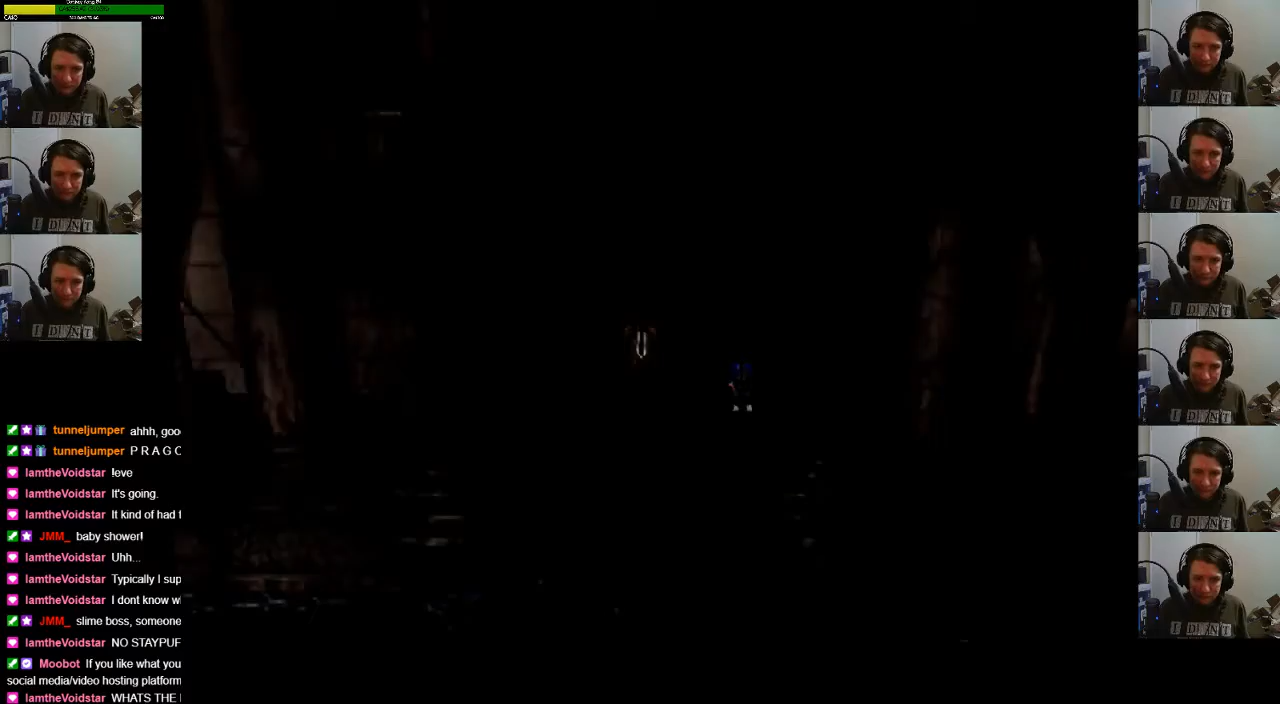 tunneljumper ahhh, goo
tunneljumper P R A G
IamtheVoidstar !eve
IamtheVoidstar It's going.
IamtheVoidstar It kind of had
JMM_ baby shower!
IamtheVoidstar Uhh...
IamtheVoidstar Typically I sup
IamtheVoidstar I dont know
JMM_ slime boss, someone
IamtheVoidstar NO STAYPUF
Moobot If you like what you
social media/video hosting platform
IamtheVoidstar WHATS THE